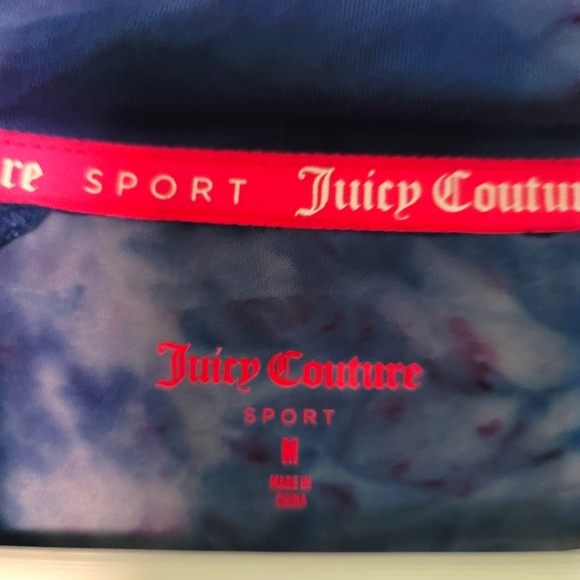 re SPORT Juicy Coutur
Juicy Couture
SPORT
M
MADE IN
CHINA